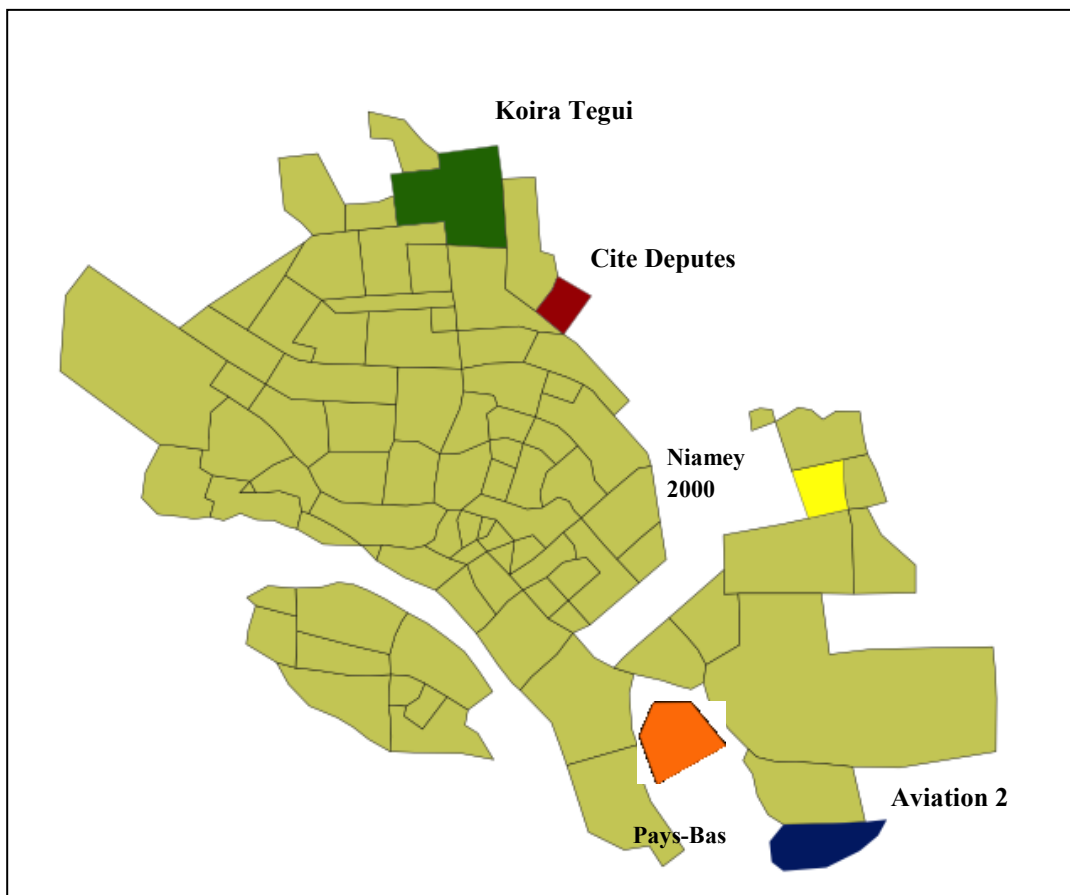 Koira Tegui
Cite Deputes
Niamey
2000
Aviation 2
Pays-Bas